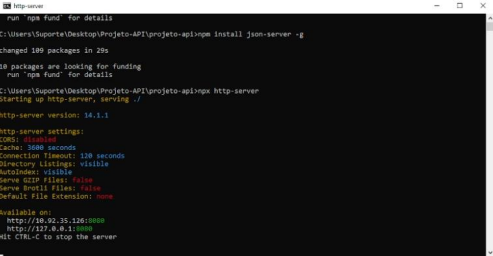 http-server
run `npm fund` for details
C:\Users\Suporte\Desktop\Projeto-API\projeto-api>npm install json-server -g
changed 109 packages in 29s
10 packages are looking for funding
run `npm fund` for details
C:\Users\Suporte\Desktop\Projeto-API\projeto-api>npx http-server
Starting up http-server, serving ./
http-server version: 14.1.1
http-server settings:
CORS: disabled
Cache: 3600 seconds
Connection Timeout: 120 seconds
Directory Listings: visible
AutoIndex: visible
Serve GZIP Files: false
Serve Brotli Files: false
Default File Extension: none
Available on:
http://10.92.35.126:8080
http://127.0.0.1:8080
Hit CTRL-C to stop the server